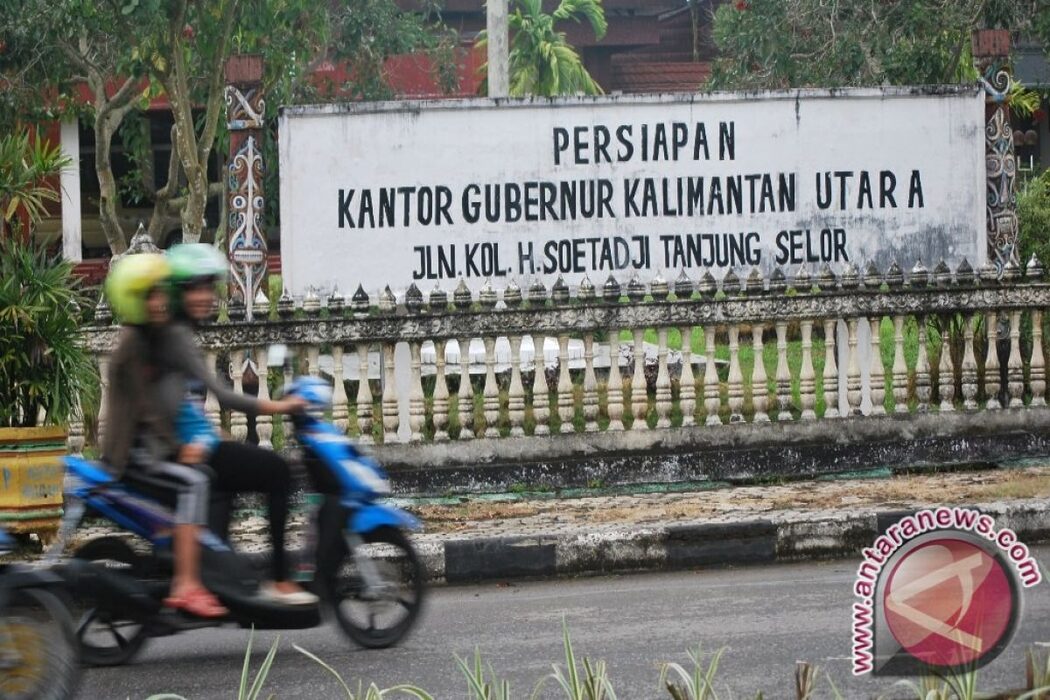 PERSIAPAN
KANTOR GUBERNUR KALIMANTAN UTARA
JLN.KOL. H. SOETADJI TANJUNG SELOR
www.antaranews.com